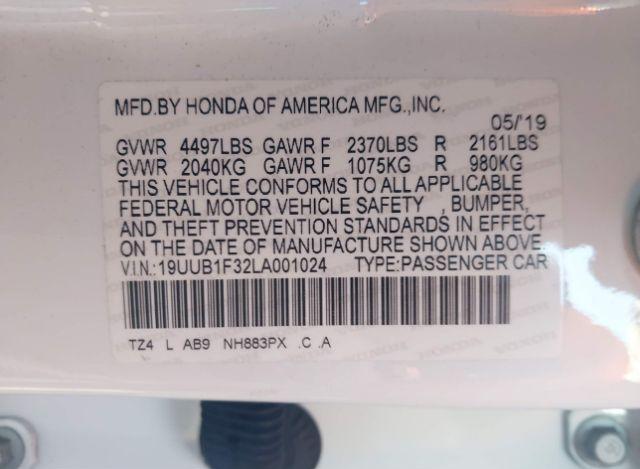 MFD.BY HONDA OF AMERICA MFG.,INC.
05/'19
GVWR 4497LBS GAWR F 2370LBS R 2161LBS
GVWR 2040KG GAWR F 1075KG R 980KG
THIS VEHICLE CONFORMS TO ALL APPLICABLE
FEDERAL MOTOR VEHICLE SAFETY , BUMPER,
AND THEFT PREVENTION STANDARDS IN EFFECT
ON THE DATE OF MANUFACTURE SHOWN ABOVE.
V.I.N.:19UUB1F32LA001024 TYPE:PASSENGER CAR
TZ4 L AB9 NH883PX .C .A